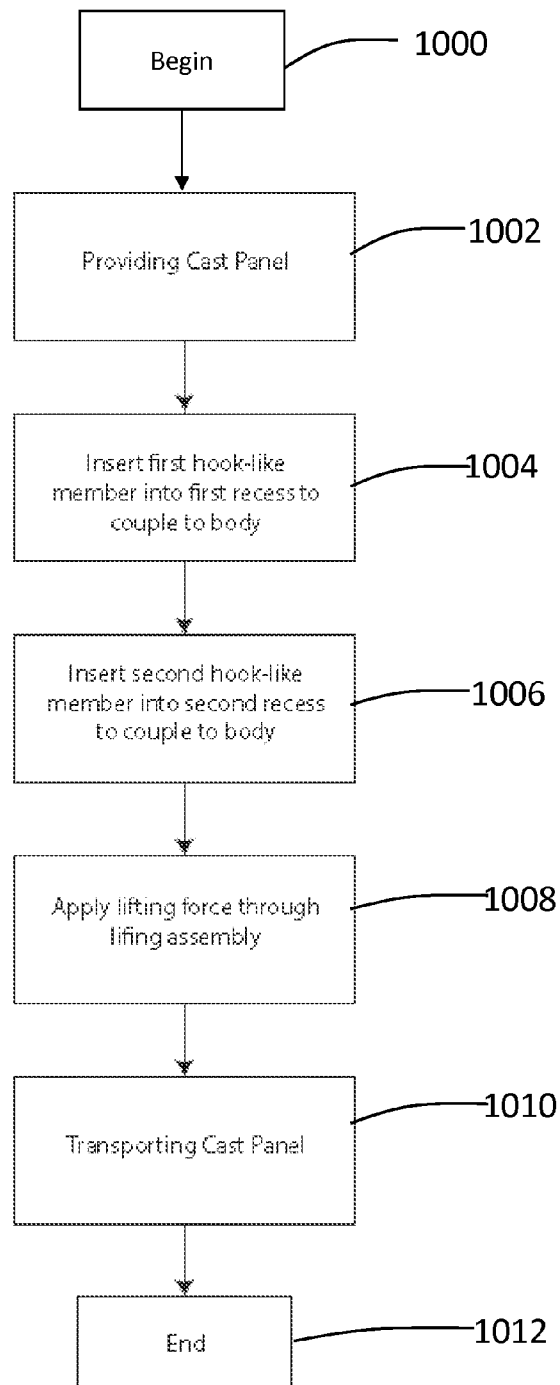 Begin
1000
Providing Cast Panel
1002
Insert first hook-like
member into first recess to
couple to body
1004
Insert second hook-like
member into second recess
to couple to body
1006
Apply lifting force through
lifing assembly
1008
Transporting Cast Panel
1010
End
1012